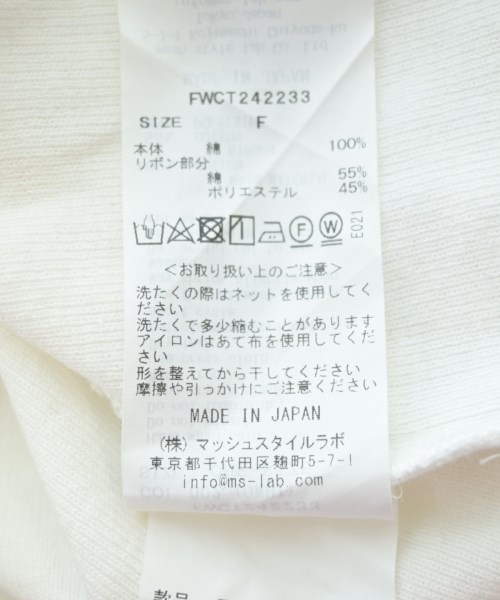 FWCT242233
SIZE F
本体 綿 100%
リボン部分
綿 55%
ポリエステル 45%
E021
<お取り扱い上のご注意>
洗たくの際はネットを使用してく
ださい
洗たくで多少縮むことがあります
アイロンはあて布を使用してくだ
さい
形を整えてから干してください
摩擦や引っかけにご注意ください
MADE IN JAPAN
(株) マッシュスタイルラボ
東京都千代田区麹町5-7-1
info@ms-lab.com